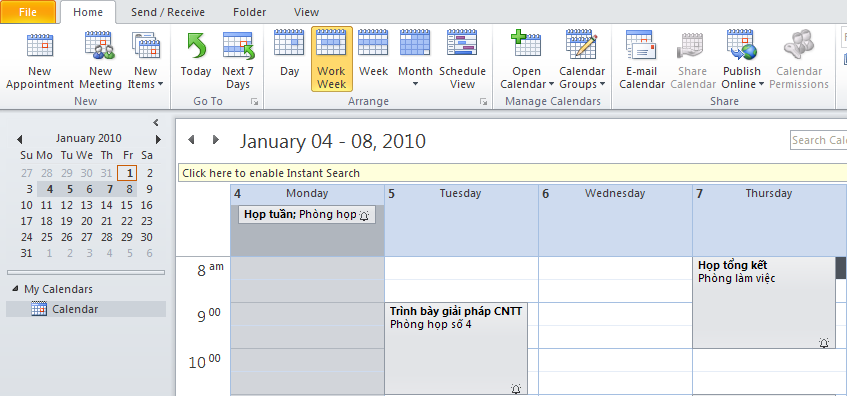 File Home Send / Receive Folder View
New Appointment New Meeting New Items Today Next 7 Days Day Work Week Week Month Schedule View Open Calendar Calendar Groups E-mail Calendar Share Calendar Publish Online Calendar Permissions
New Go To Arrange Manage Calendars Share
January 2010
Su Mo Tu We Th Fr Sa
27 28 29 30 31 1 2
3 4 5 6 7 8 9
10 11 12 13 14 15 16
17 18 19 20 21 22 23
24 25 26 27 28 29 30
31 1 2 3 4 5 6
My Calendars
Calendar
January 04 - 08, 2010
Search Cale
Click here to enable Instant Search
4 Monday 5 Tuesday 6 Wednesday 7 Thursday
Họp tuần; Phòng họp
8 am
Họp tổng kết
Phòng làm việc
9 00
Trình bày giải pháp CNTT
Phòng họp số 4
10 00